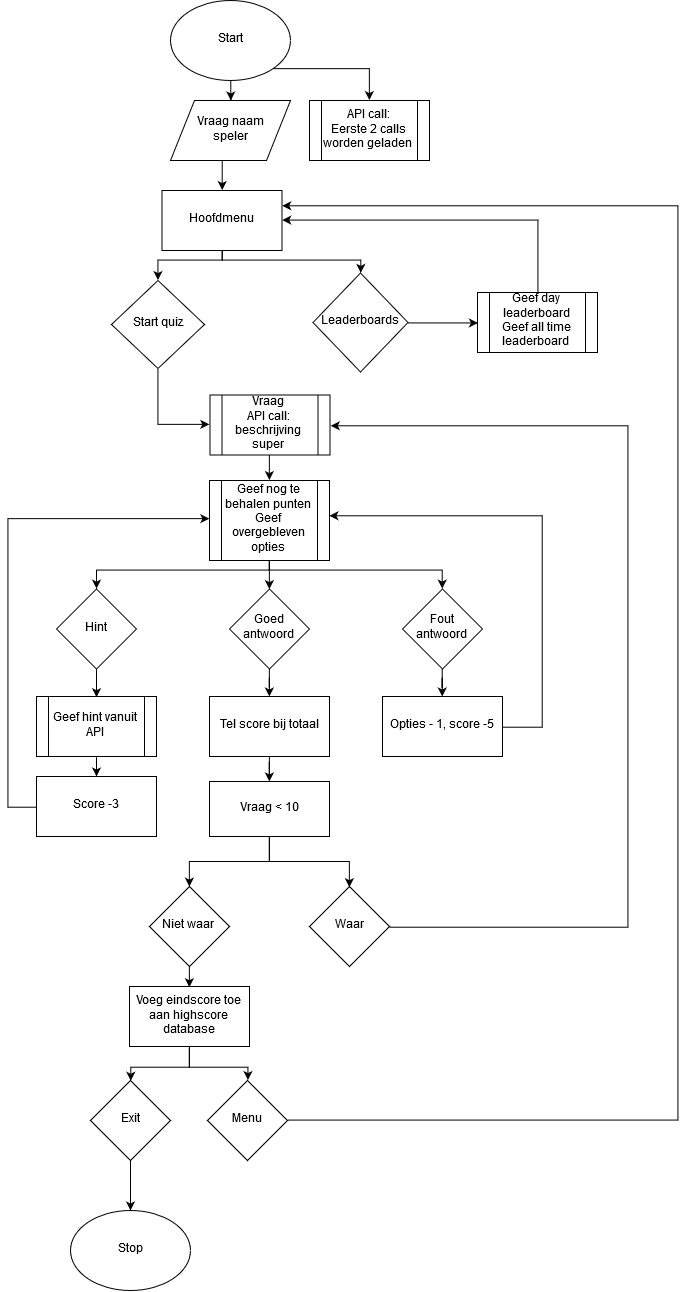 Start
Vraag naam
speler
API call:
Eerste 2 calls
worden geladen
Hoofdmenu
Start quiz
Leaderboards
Geef day
leaderboard
Geef all time
leaderboard
Vraag
API call:
beschrijving
super
Geef nog te
behalen punten
Geef
overgebleven
opties
Hint
Goed
antwoord
Fout
antwoord
Geef hint vanuit
API
Tel score bij totaal
Opties - 1, score -5
Score -3
Vraag < 10
Niet waar
Waar
Voeg eindscore toe
aan highscore
database
Exit
Menu
Stop